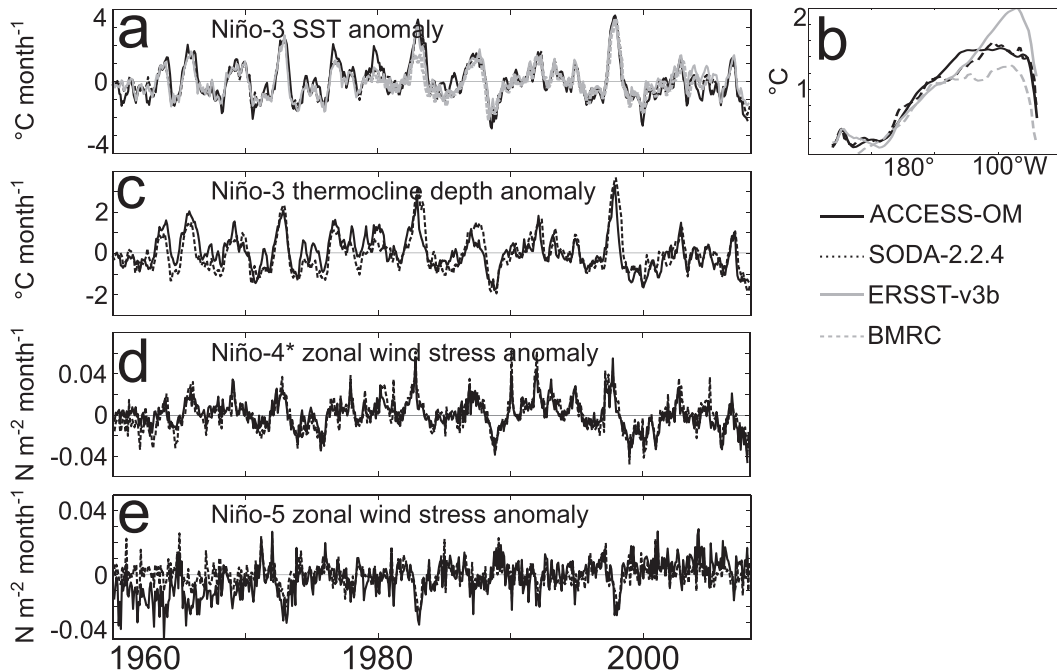 a
Niño-3 SST anomaly
°C month-1
4
0
-4
b
°C
2
1
180°
100°W
c
Niño-3 thermocline depth anomaly
°C month-1
2
0
-2
ACCESS-OM
SODA-2.2.4
ERSST-v3b
BMRC
d
Niño-4* zonal wind stress anomaly
N m-2 month-1
0.04
0
-0.04
e
Niño-5 zonal wind stress anomaly
N m-2 month-1
0.04
0
-0.04
1960
1980
2000